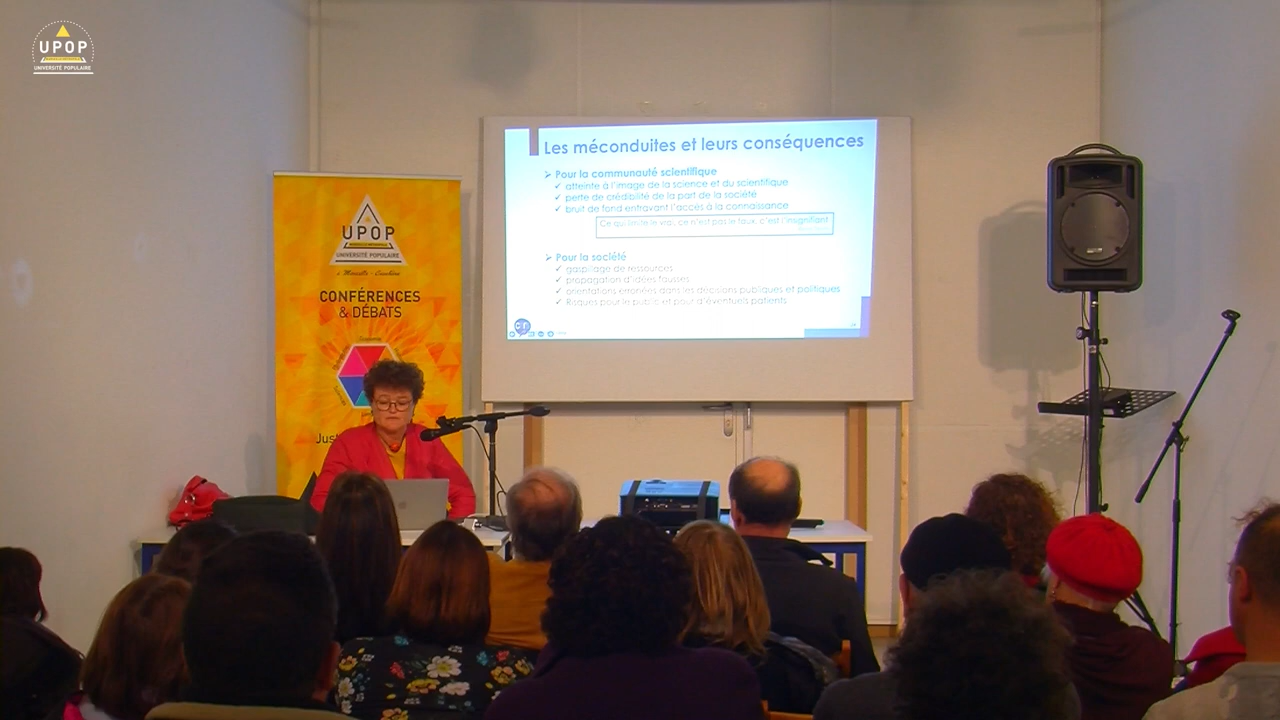 UPOP
UNIVERSITÉ POPULAIRE
UPOP
UNIVERSITÉ POPULAIRE
CONFÉRENCES
& DÉBATS
Les méconduites et leurs conséquences
➢ Pour la communauté scientifique
✓ atteinte à l'image de la science et du scientifique
✓ perte de crédibilité de la part de la société
✓ bruit de fond entravant l'accès à la connaissance
Ce qui limite le vrai, ce n'est pas le faux, c'est l'insignifiant
➢ Pour la société
✓ gaspillage de ressources
✓ propagation d'idées fausses
✓ orientations erronées dans les décisions publiques et politiques
✓ Risques pour le public et pour d'éventuels patients